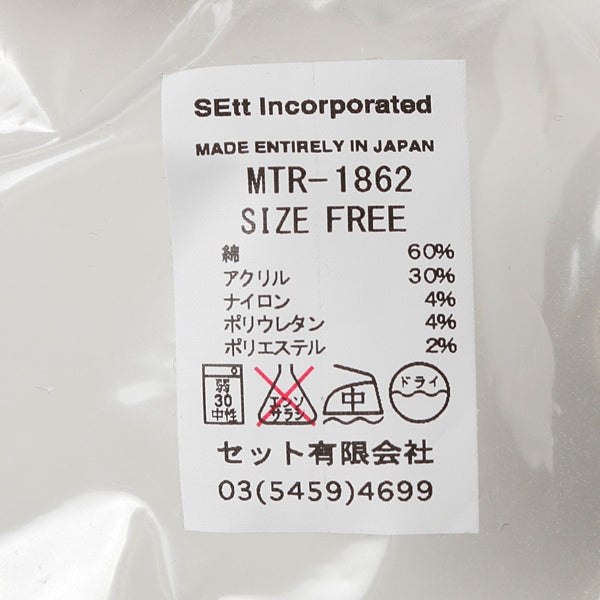 SEtt Incorporated
MADE ENTIRELY IN JAPAN
MTR-1862
SIZE FREE
綿 60%
アクリル 30%
ナイロン 4%
ポリウレタン 4%
ポリエステル 2%
弱
30
中性
エンソ
サラシ
中
ドライ
セット有限会社
03(5459)4699